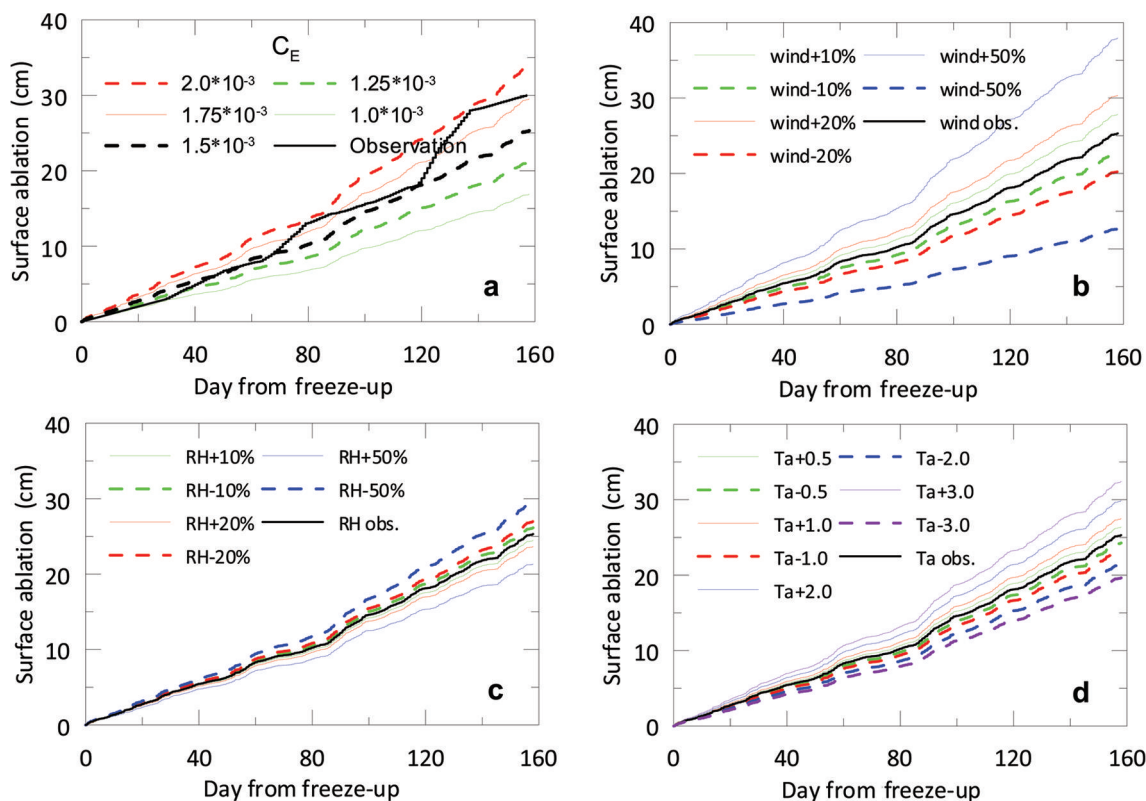 Surface ablation (cm)
40
30
20
10
0
C_E
2.0*10⁻³
1.25*10⁻³
1.75*10⁻³
1.0*10⁻³
1.5*10⁻³
Observation
a
0 40 80 120 160
Day from freeze-up
Surface ablation (cm)
40
30
20
10
0
wind+10%
wind+50%
wind-10%
wind-50%
wind+20%
wind obs.
wind-20%
b
0 40 80 120 160
Day from freeze-up
Surface ablation (cm)
40
30
20
10
0
RH+10%
RH+50%
RH-10%
RH-50%
RH+20%
RH obs.
RH-20%
c
0 40 80 120 160
Day from freeze-up
Surface ablation (cm)
40
30
20
10
0
Ta+0.5
Ta-2.0
Ta-0.5
Ta+3.0
Ta+1.0
Ta-3.0
Ta-1.0
Ta obs.
Ta+2.0
d
0 40 80 120 160
Day from freeze-up